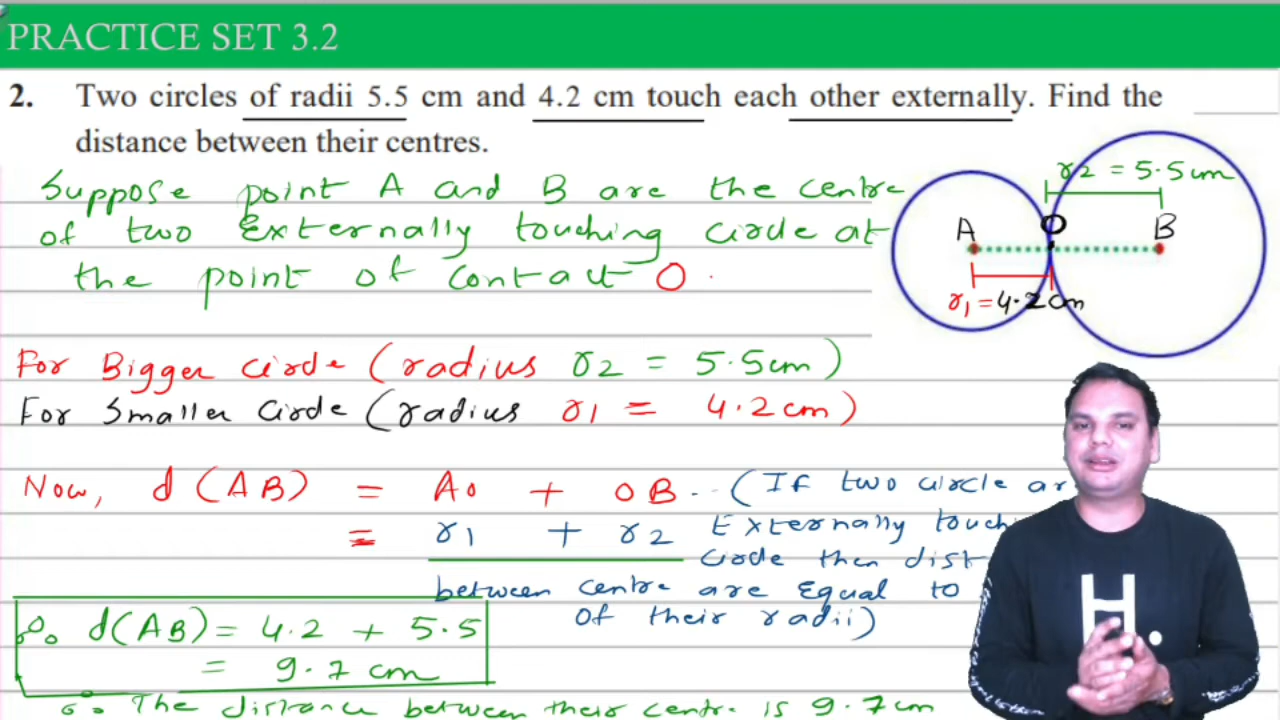 PRACTICE SET 3.2
2. Two circles of radii 5.5 cm and 4.2 cm touch each other externally. Find the
distance between their centres.
Suppose point A and B are the centre
of two Externally touching circle at
the point of contact O.
r2 = 5.5cm
A O B
r1 = 4.2cm
For Bigger circle (radius r2 = 5.5cm)
For Smaller circle (radius r1 = 4.2cm)
Now, d(AB) = AO + OB .. (If two circle ar
= r1 + r2 Externally touch
circle then dist
between centre are Equal to
of their radii)
∴ d(AB) = 4.2 + 5.5
= 9.7 cm
∴ The distance between their centre is 9.7cm
H.